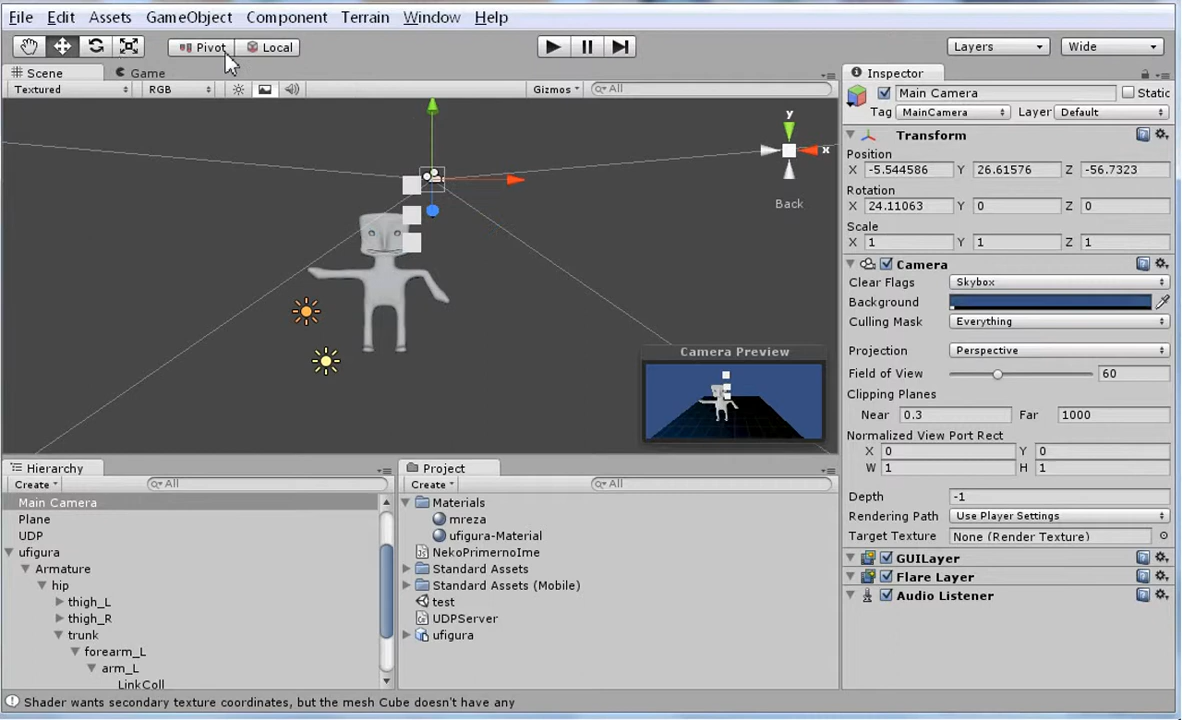 File Edit Assets GameObject Component Terrain Window Help
Pivot Local Layers Wide
Scene Game
Textured RGB Gizmos All
y
x
Back
Camera Preview
Inspector
Main Camera Static
Tag MainCamera Layer Default
Transform
Position
X -5.544586 Y 26.61576 Z -56.7323
Rotation
X 24.11063 Y 0 Z 0
Scale
X 1 Y 1 Z 1
Camera
Clear Flags Skybox
Background
Culling Mask Everything
Projection Perspective
Field of View 60
Clipping Planes
Near 0.3 Far 1000
Normalized View Port Rect
X 0 Y 0
W 1 H 1
Depth -1
Rendering Path Use Player Settings
Target Texture None (Render Texture)
GUILayer
Flare Layer
Audio Listener
Hierarchy
Create All
Main Camera
Plane
UDP
ufigura
Armature
hip
thigh_L
thigh_R
trunk
forearm_L
arm_L
LinkColl
Project
Create All
Materials
mreza
ufigura-Material
NekoPrimernoIme
Standard Assets
Standard Assets (Mobile)
test
UDPServer
ufigura
Shader wants secondary texture coordinates, but the mesh Cube doesn't have any